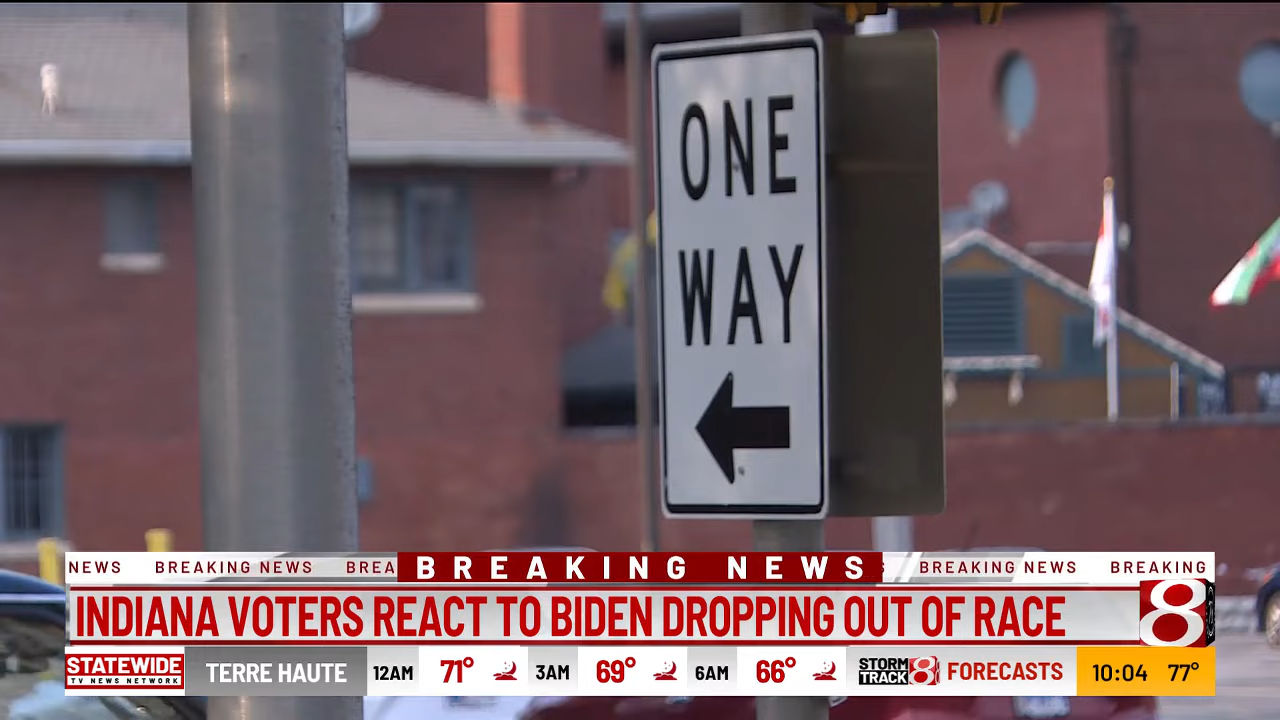 ONE
WAY
NEWS BREAKING NEWS BREA BREAKING NEWS BREAKING NEWS BREAKING
INDIANA VOTERS REACT TO BIDEN DROPPING OUT OF RACE
8
STATEWIDE
TV NEWS NETWORK
TERRE HAUTE 12AM 71° 3AM 69° 6AM 66° STORM TRACK 8 FORECASTS 10:04 77°